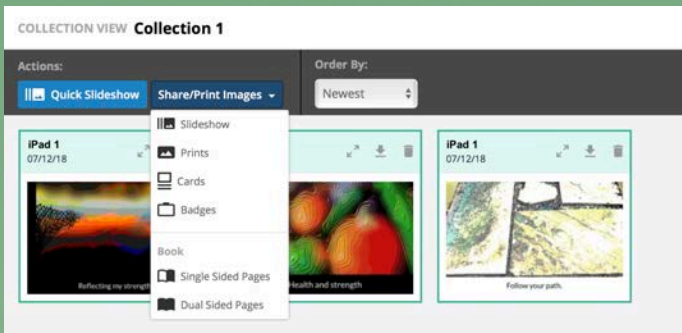 COLLECTION VIEW Collection 1
Actions:
Order By:
Quick Slideshow
Share/Print Images
Newest
Slideshow
Prints
Cards
Badges
Book
Single Sided Pages
Dual Sided Pages
iPad 1
07/12/18
Reflecting my strength
Health and strength
iPad 1
07/12/18
Follow your path.